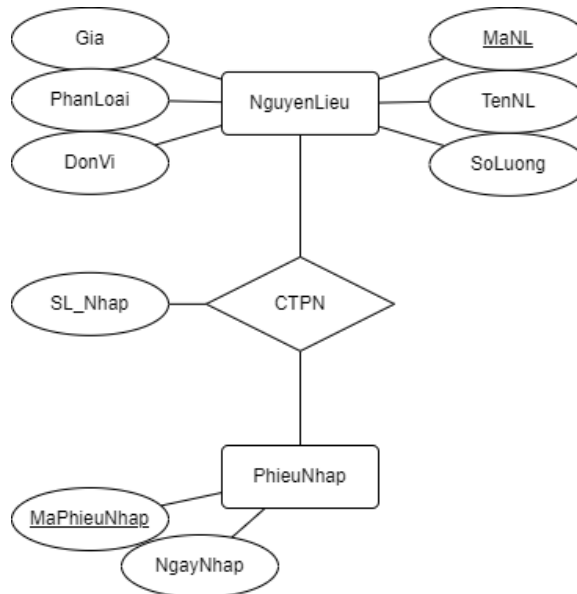 Gia
MaNL
PhanLoai
NguyenLieu
TenNL
DonVi
SoLuong
SL_Nhap
CTPN
PhieuNhap
MaPhieuNhap
NgayNhap